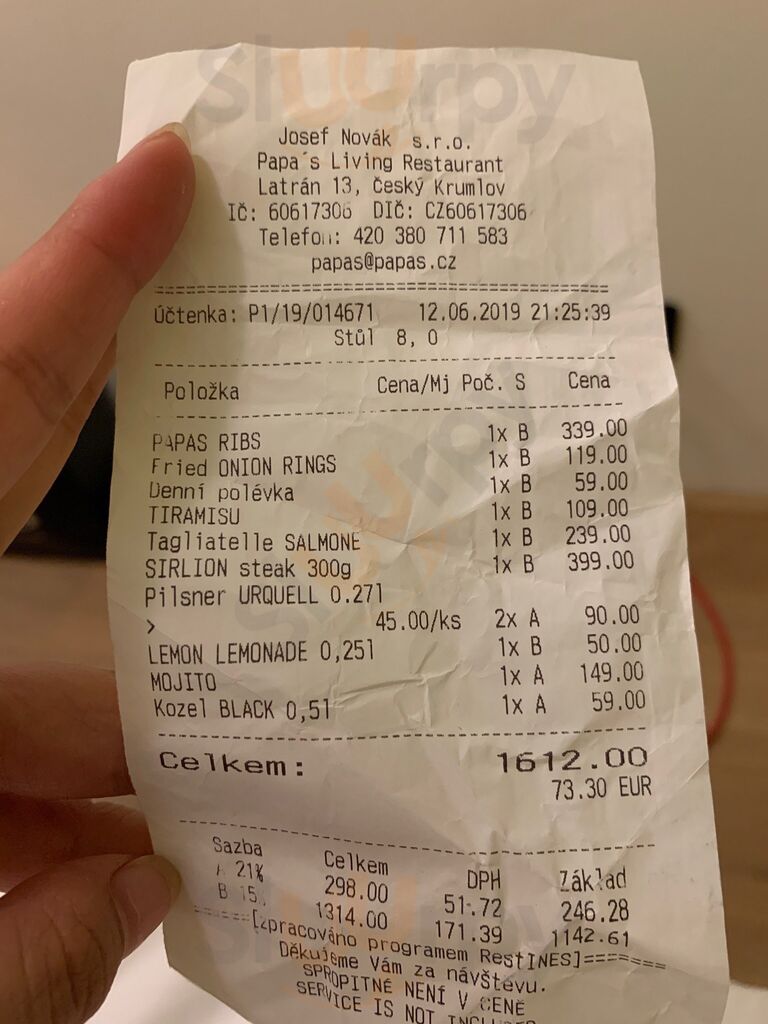 Sluurpy
Josef Novák s.r.o.
Papa´s Living Restaurant
Latrán 13, Český Krumlov
IČ: 60617306 DIČ: CZ60617306
Telefon: 420 380 711 583
papas@papas.cz
Účtenka: P1/19/014671 12.06.2019 21:25:39
Stůl 8, 0
Položka Cena/Mj Poč. S Cena
PAPAS RIBS 1x B 339.00
Fried ONION RINGS 1x B 119.00
Denní polévka 1x B 59.00
TIRAMISU 1x B 109.00
Tagliatelle SALMONE 1x B 239.00
SIRLION steak 300g 1x B 399.00
Pilsner URQUELL 0.27l
> 45.00/ks 2x A 90.00
LEMON LEMONADE 0,25l 1x B 50.00
MOJITO 1x A 149.00
Kozel BLACK 0,5l 1x A 59.00
Celkem: 1612.00
73.30 EUR
Sazba Celkem DPH Základ
A 21% 298.00 51.72 246.28
B 15 1314.00 171.39 1142.61
======[zpracováno programem RestINES]=======
Děkujeme Vám za návštěvu.
SPROPITNÉ NENÍ V CENĚ
SERVICE IS NOT